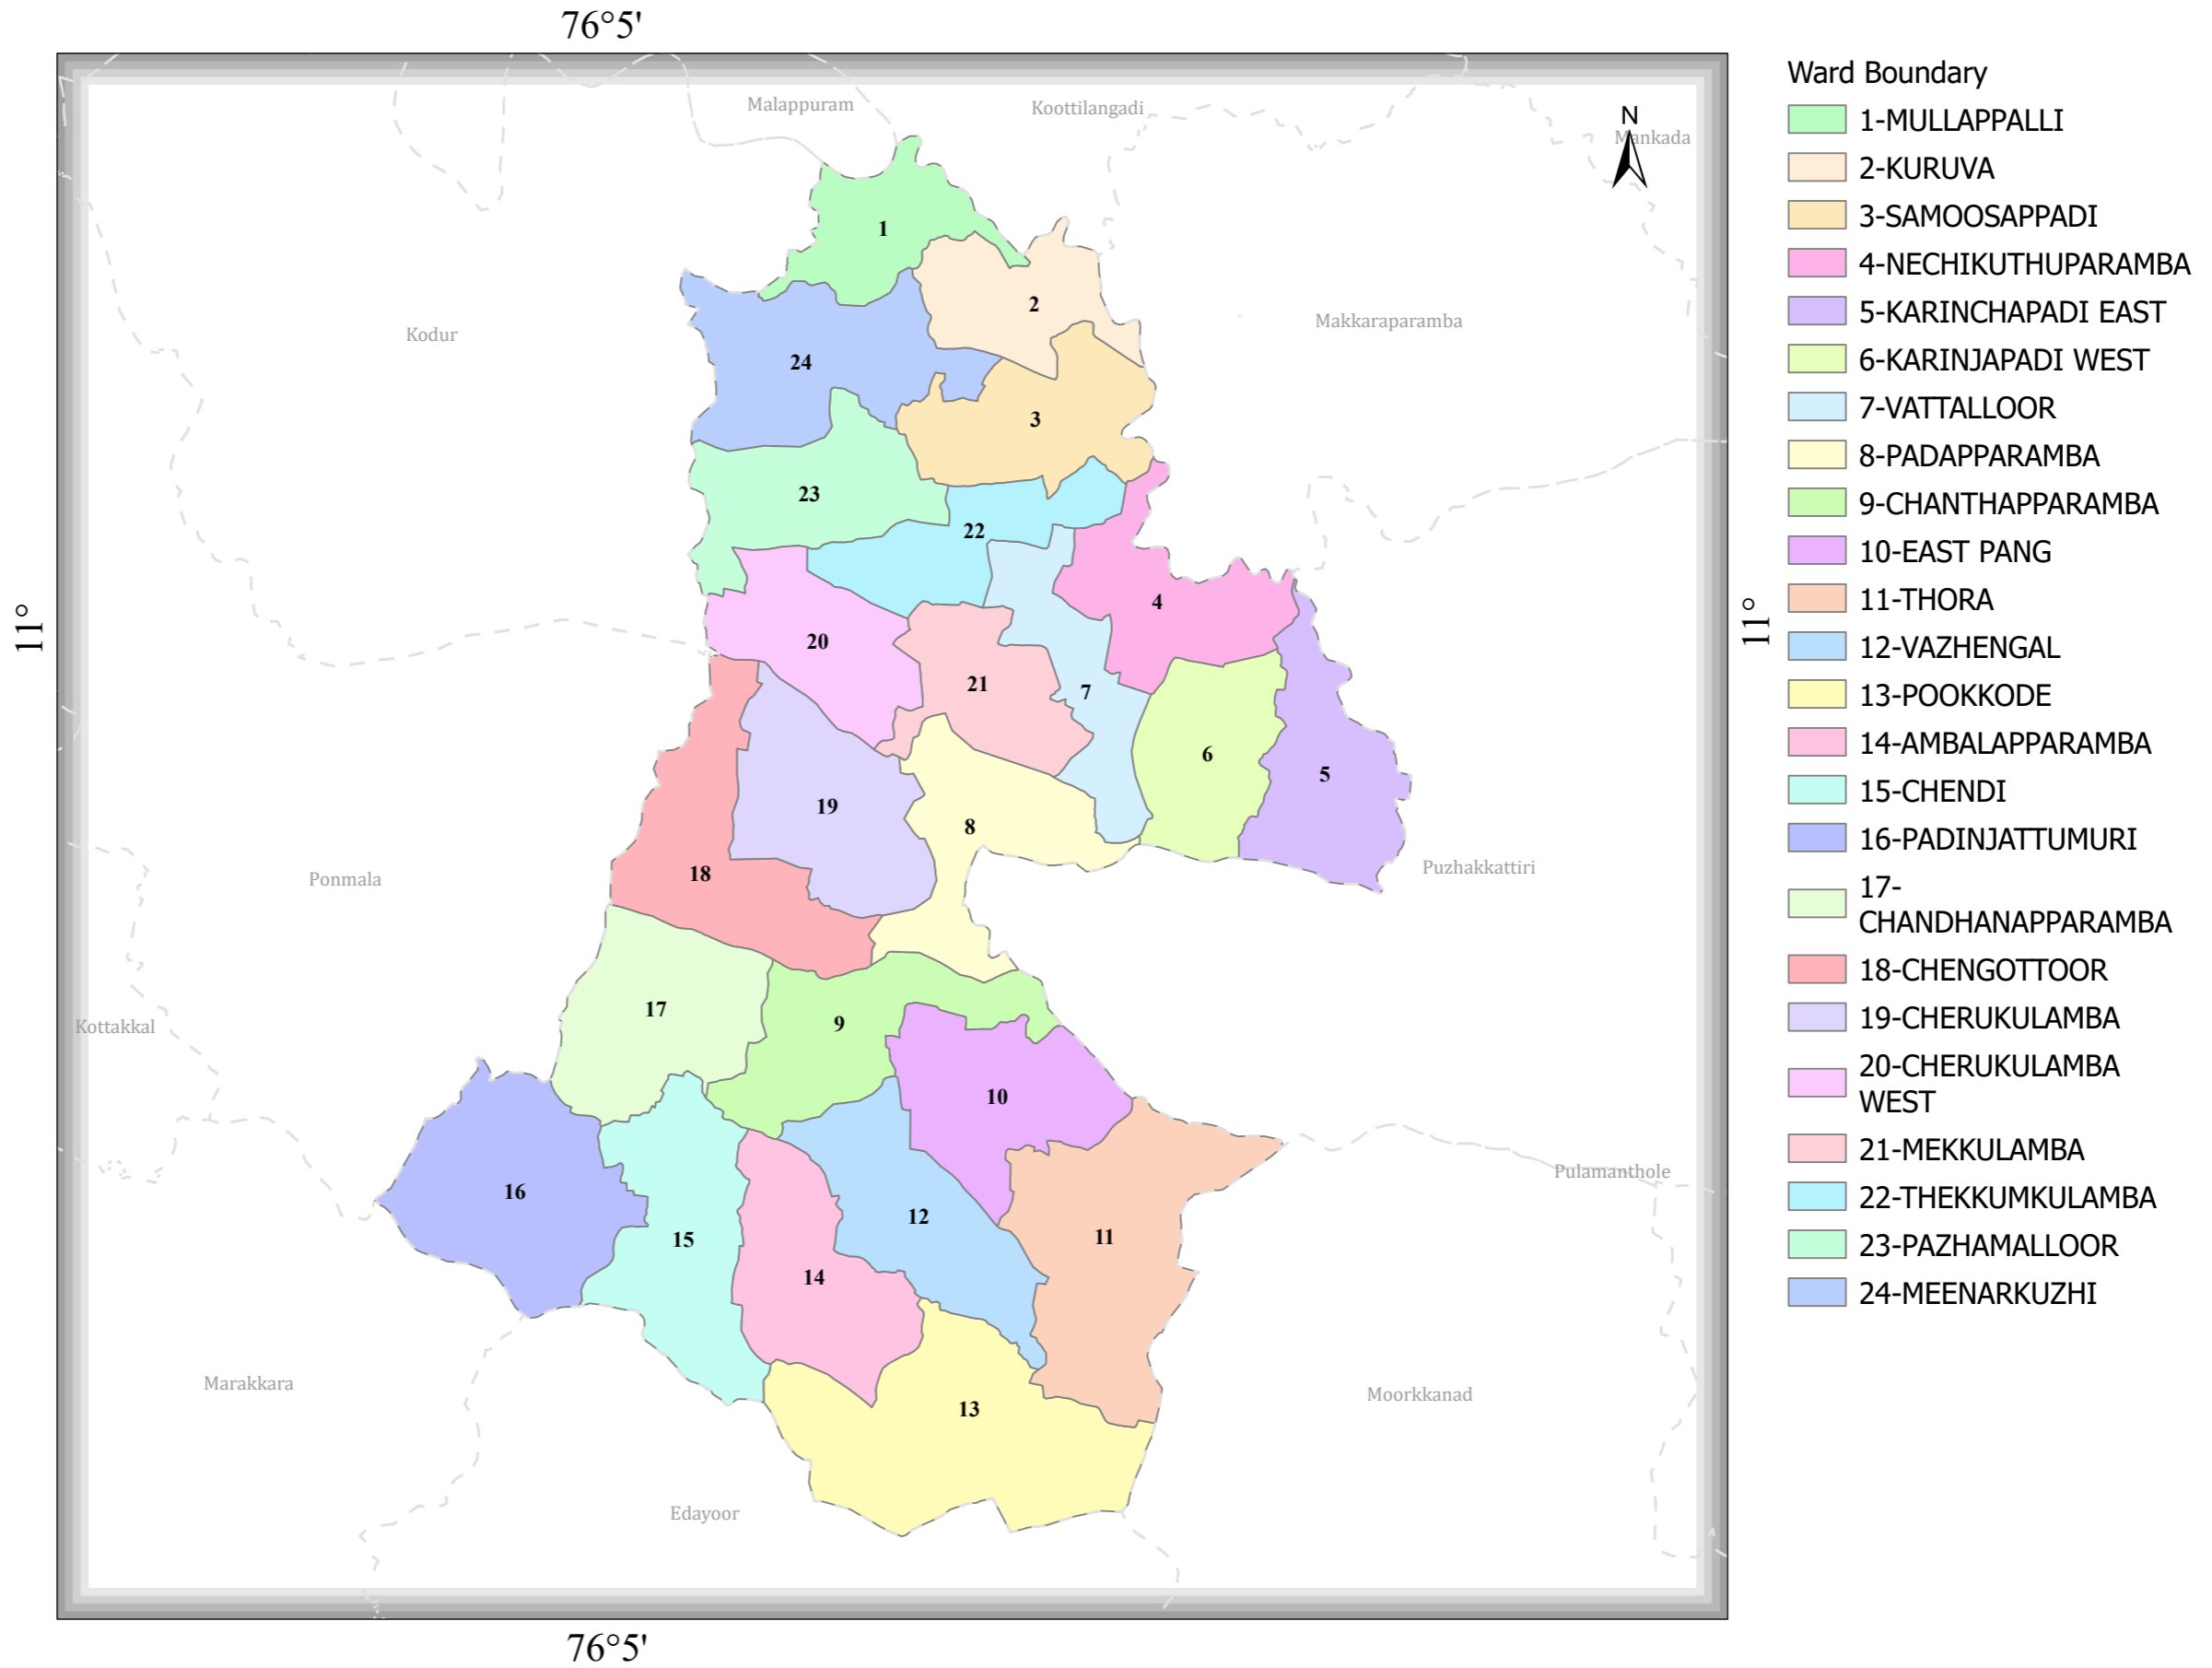 76°5'
Ward Boundary
1-MULLAPPALLI
2-KURUVA
3-SAMOOSAPPADI
4-NECHIKUTHUPARAMBA
5-KARINCHAPADI EAST
6-KARINJAPADI WEST
7-VATTALLOOR
8-PADAPPARAMBA
9-CHANTHAPPARAMBA
10-EAST PANG
11-THORA
12-VAZHENGAL
13-POOKKODE
14-AMBALAPPARAMBA
15-CHENDI
16-PADINJATTUMURI
17-
CHANDHANAPPARAMBA
18-CHENGOTTOOR
19-CHERUKULAMBA
20-CHERUKULAMBA
WEST
21-MEKKULAMBA
22-THEKKUMKULAMBA
23-PAZHAMALLOOR
24-MEENARKUZHI
Malappuram
Koottilangadi
N
Mankada
1
2
Makkaraparamba
Kodur
24
3
23
22
4
11°
11°
20
21
7
6
5
19
8
Puzhakkattiri
18
Ponmala
17
9
Kottakkal
10
Pulamanthole
16
12
11
15
14
Marakkara
Moorkkanad
13
Edayoor
76°5'